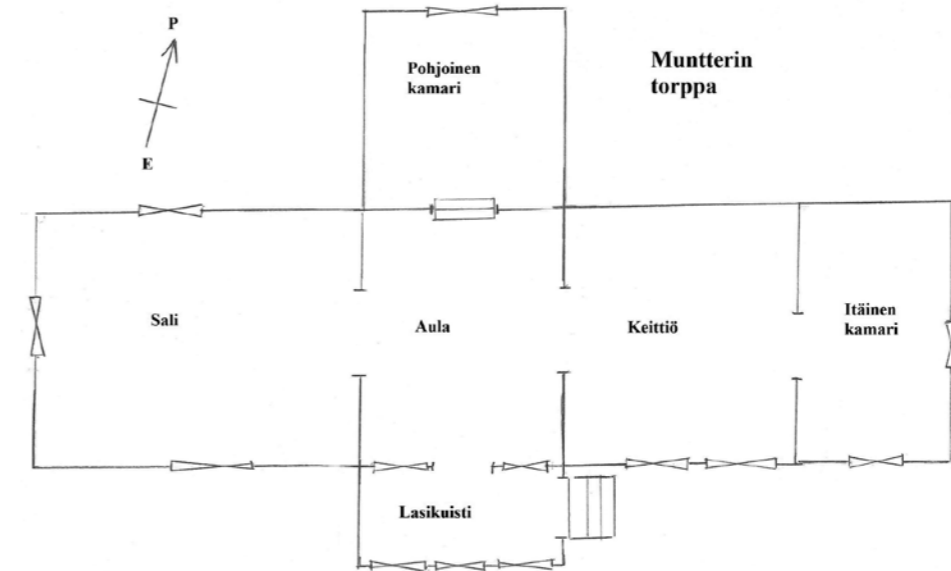 P
E
Pohjoinen
kamari
Muntterin
torppa
Sali
Aula
Keittiö
Itäinen
kamari
Lasikuisti